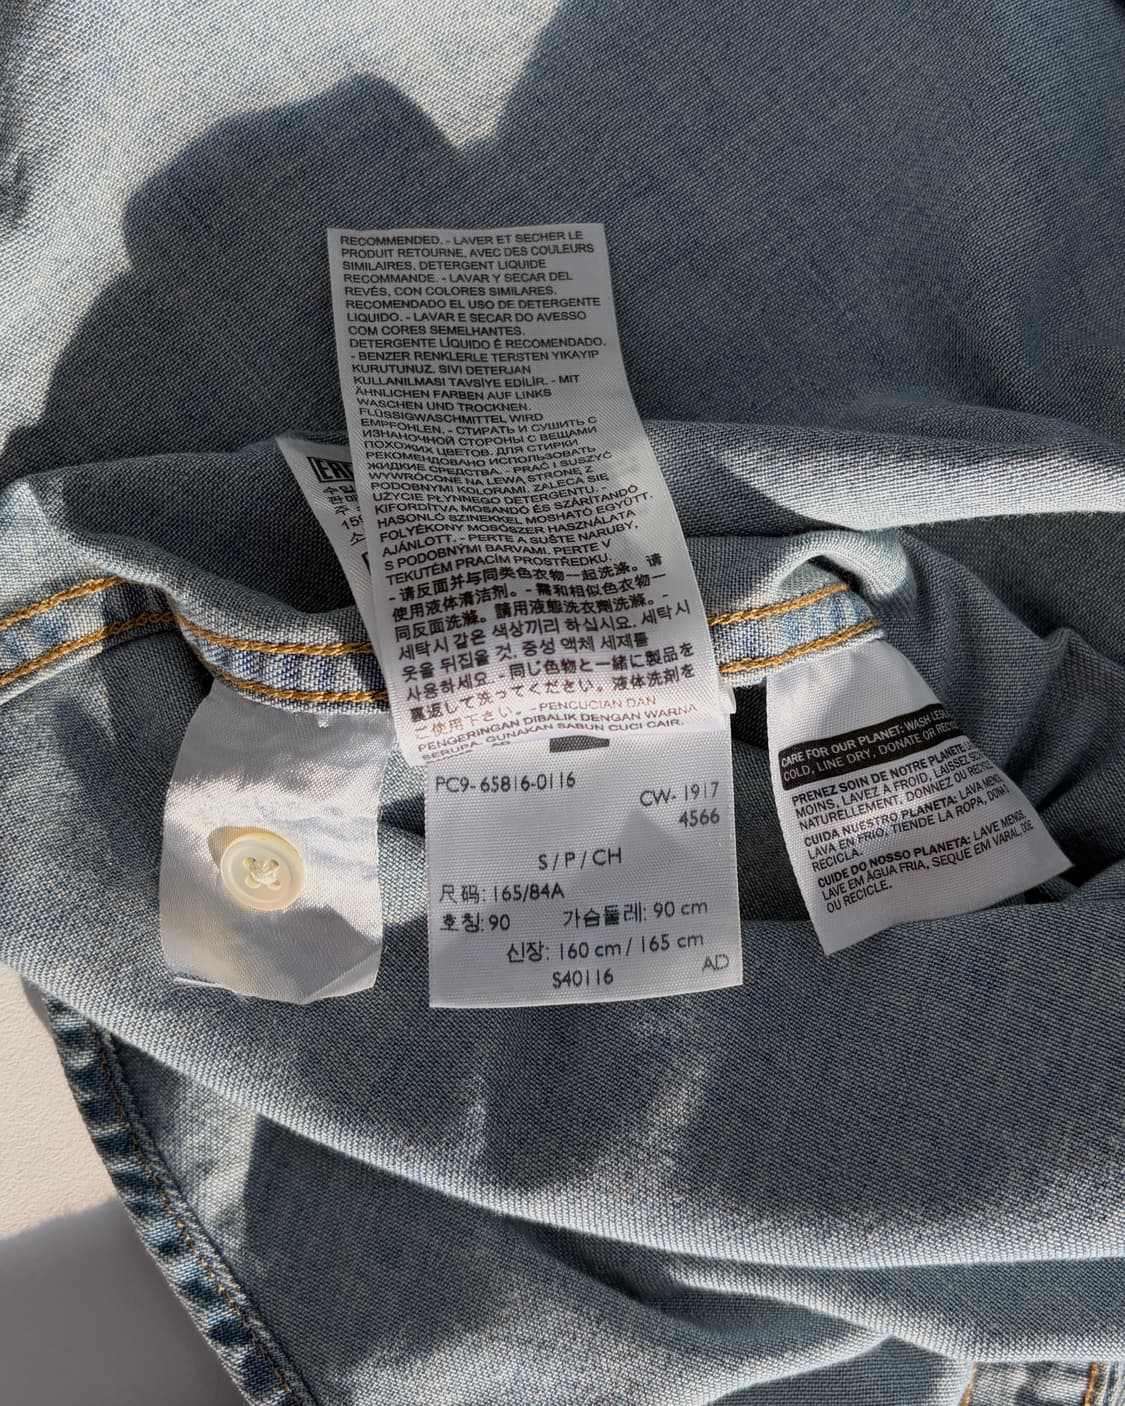 RECOMMENDED. - LAVER ET SECHER LE
PRODUIT RETOURNE, AVEC DES COULEURS
SIMILAIRES. DETERGENT LIQUIDE
RECOMMANDE. - LAVAR Y SECAR DEL
REVÉS, CON COLORES SIMILARES.
RECOMENDADO EL USO DE DETERGENTE
LIQUIDO. - LAVAR E SECAR DO AVESSO
COM CORES SEMELHANTES.
DETERGENTE LÍQUIDO É RECOMENDADO.
- BENZER RENKLERLE TERSTEN YIKAYIP
KURUTUNUZ. SIVI DETERJAN
KULLANILMASI TAVSİYE EDİLİR. - MIT
ÄHNLICHEN FARBEN AUF LINKS
WASCHEN UND TROCKNEN.
FLÜSSIGWASCHMITTEL WIRD
EMPFOHLEN. - СТИРАТЬ И СУШИТЬ С
ИЗНАНОЧНОЙ СТОРОНЫ С ВЕЩАМИ
ПОХОЖИХ ЦВЕТОВ. ДЛЯ СТИРКИ
РЕКОМЕНДОВАНО ИСПОЛЬЗОВАТЬ
ЖИДКИЕ СРЕДСТВА. - PRAĆ I SUSZYĆ
WYWRÓCONE NA LEWĄ STRONĘ Z
PODOBNYMI KOLORAMI. ZALECA SIĘ
UŻYCIE PŁYNNEGO DETERGENTU. -
KIFORDÍTVA MOSANDÓ ÉS SZÁRÍTANDÓ
HASONLÓ SZINEKKEL MOSHATÓ EGYÜTT.
FOLYÉKONY MOSÓSZER HASZNÁLATA
AJÁNLOTT. - PERTE A SUŠTE NARUBY,
S PODOBNÝMI BARVAMI. PERTE V
TEKUTÉM PRACÍM PROSTŘEDKU.
- 请反面并与同类色衣物一起洗涤。请
使用液体清洁剂。- 需和相似色衣物一
同反面洗滌。請用液態洗衣劑洗滌。-
세탁시 같은 색상끼리 하십시요. 세탁시
옷을 뒤집을 것. 중성 액체 세제를
사용하세요. - 同じ色物と一緒に製品を
裏返して洗ってください。液体洗剤を
ご使用下さい。- PENCUCIAN DAN
PENGERINGAN DIBALIK DENGAN WARNA
SERUPA. GUNAKAN SABUN CUCI CAIR.
PC9-65816-0116
CW-1917
4566
S / P / CH
尺码: 165/84A
호칭: 90 가슴둘레: 90 cm
신장: 160 cm / 165 cm
S40116
AD
CARE FOR OUR PLANET: WASH
COLD, LINE DRY, DONATE OR
PRENEZ SOIN DE NOTRE PLANÈTE:
MOINS, LAVEZ À FROID, LAISSEZ
NATURELLEMENT, DONNEZ OU
CUIDA NUESTRO PLANETA: LAVA
LAVA EN FRÍO, TIENDE LA ROPA,
RECICLA.
CUIDE DO NOSSO PLANETA: LAVE MENOS,
LAVE EM ÁGUA FRIA, SEQUE EM VARAL, DOE
OU RECICLE.